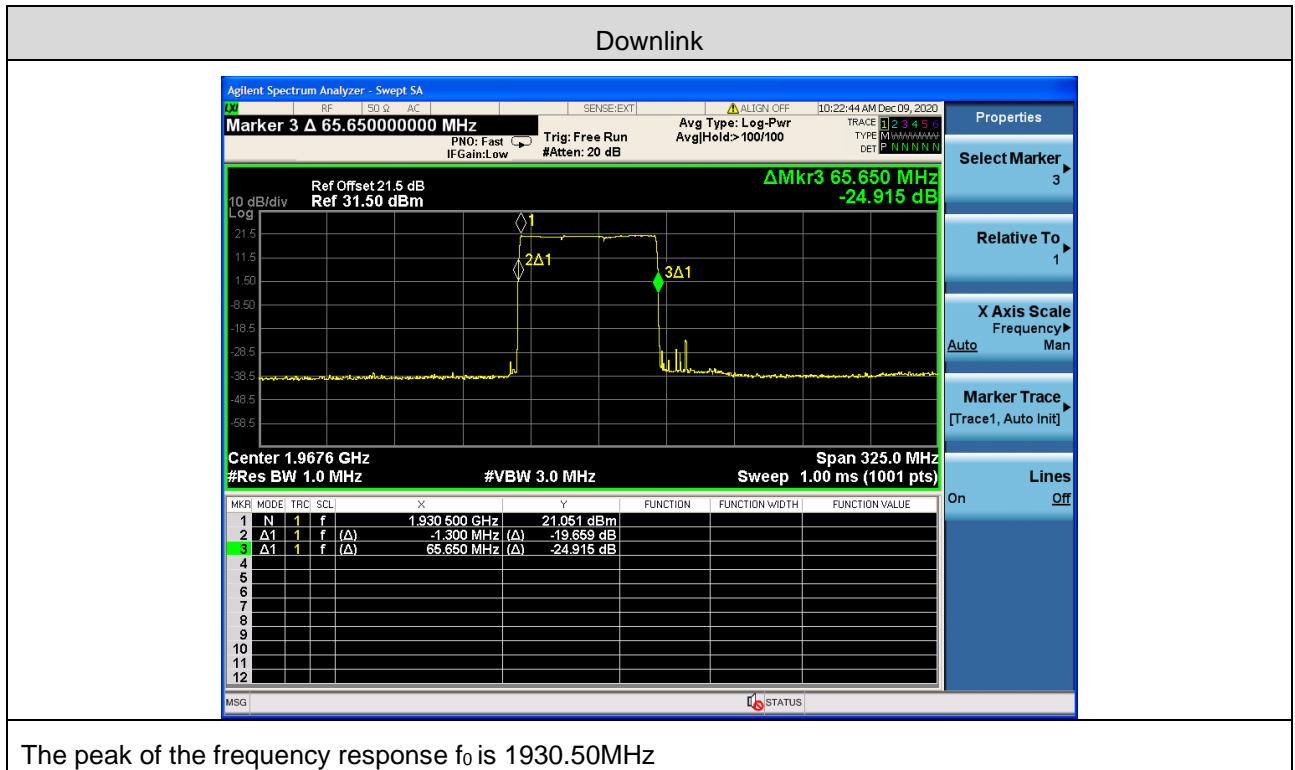 Downlink
Agilent Spectrum Analyzer - Swept SA
LXI RF 50 Ω AC SENSE:EXT ALIGN OFF 10:22:44 AM Dec 09, 2020
Marker 3 Δ 65.650000000 MHz
PNO: Fast
IFGain:Low
Trig: Free Run
#Atten: 20 dB
Avg Type: Log-Pwr
Avg|Hold:>100/100
TRACE 1 2 3 4 5 6
TYPE M WWWWW
DET P N N N N N
ΔMkr3 65.650 MHz
-24.915 dB
Ref Offset 21.5 dB
10 dB/div Ref 31.50 dBm
Log
21.5
11.5
1.50
-8.50
-18.5
-28.5
-38.5
-48.5
-58.5
1
2Δ1
3Δ1
Center 1.9676 GHz Span 325.0 MHz
#Res BW 1.0 MHz #VBW 3.0 MHz Sweep 1.00 ms (1001 pts)
MKR MODE TRC SCL X Y FUNCTION FUNCTION WIDTH FUNCTION VALUE
1 N 1 f 1.930 500 GHz 21.051 dBm
2 Δ1 1 f (Δ) -1.300 MHz (Δ) -19.659 dB
3 Δ1 1 f (Δ) 65.650 MHz (Δ) -24.915 dB
4
5
6
7
8
9
10
11
12
MSG STATUS
Properties
Select Marker
3
Relative To
1
X Axis Scale
Frequency
Auto Man
Marker Trace
[Trace1, Auto Init]
Lines
On Off
The peak of the frequency response f0 is 1930.50MHz